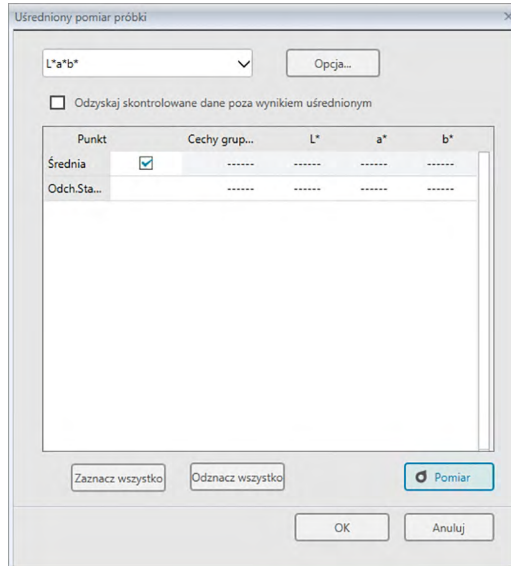 Uśredniony pomiar próbki
L*a*b*
Opcja...
Odzyskaj skontrolowane dane poza wynikiem uśrednionym
Punkt Cechy grup... L* a* b*
Średnia ------ ------ ------ ------
Odch.Sta... ------ ------ ------ ------
Zaznacz wszystko Odznacz wszystko Pomiar
OK Anuluj